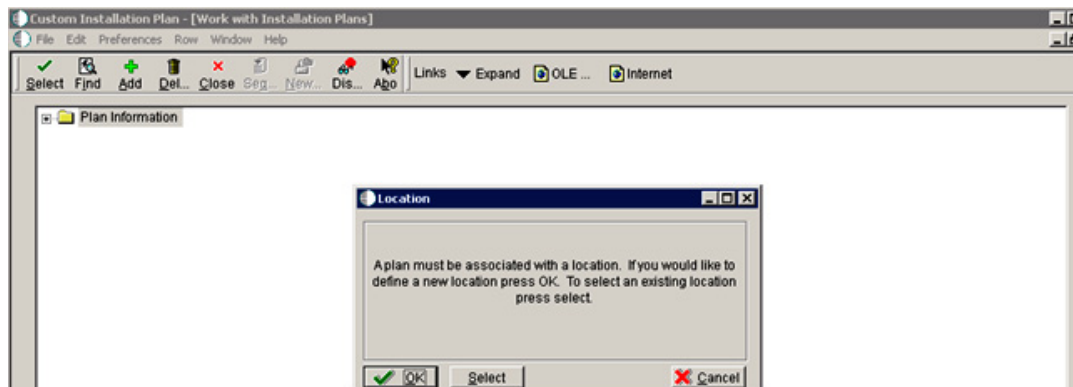 Custom Installation Plan - [Work with Installation Plans]
File Edit Preferences Row Window Help
Select Find Add Del... Close Seq... New... Dis... Abo Links Expand OLE ... Internet
Plan Information
Location
A plan must be associated with a location. If you would like to
define a new location press OK. To select an existing location
press select.
OK Select Cancel